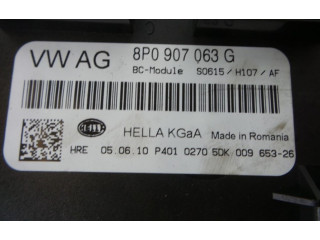 VW AG 8P0 907 063 G
BC-Module S0615 / H107 / AF
HELLA KGaA Made in Romania
HRE 05.06.10 P401 0270 5DK 009 653-26